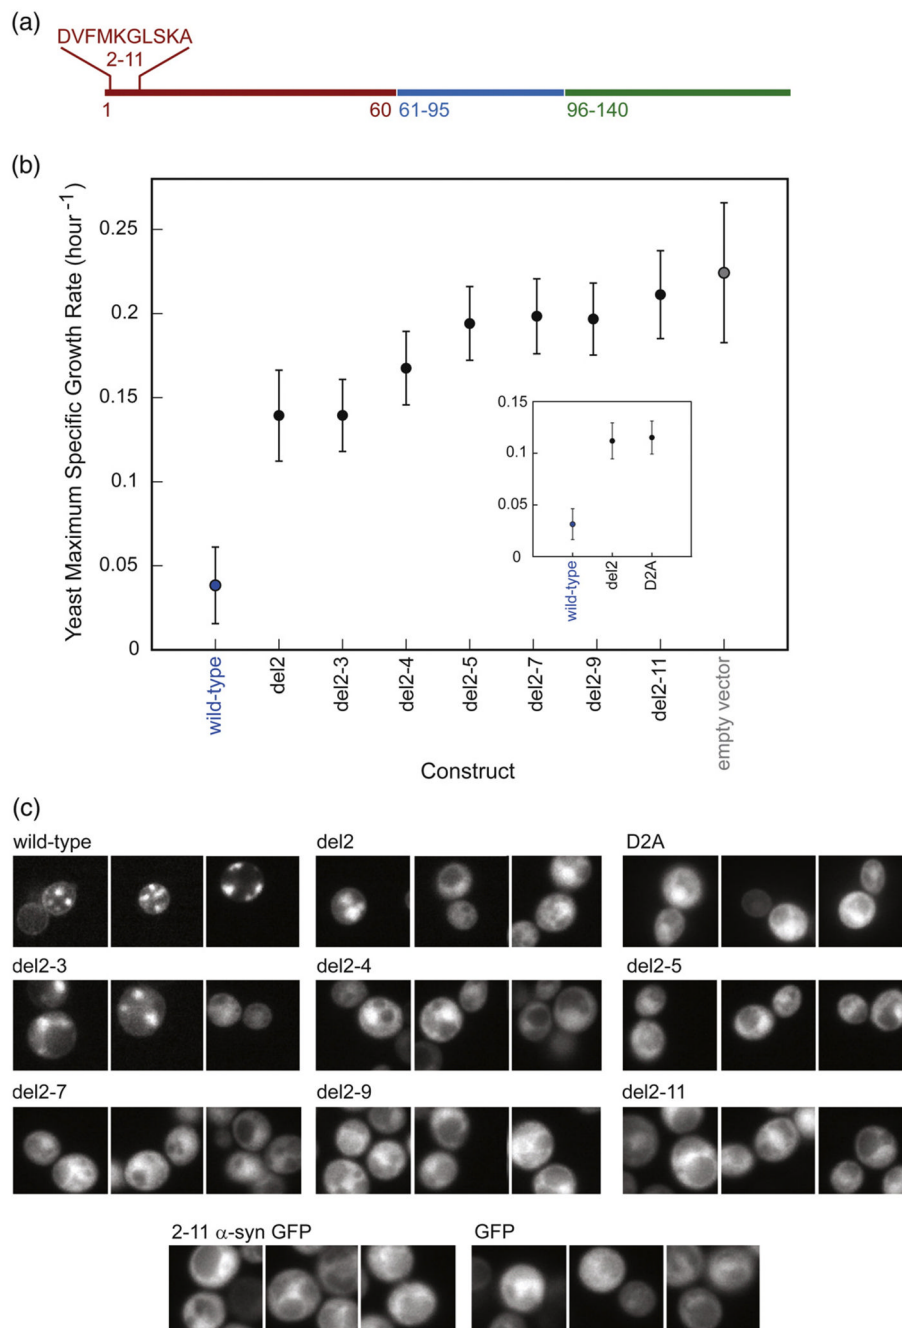 (a)
DVFMKGLSKA
2-11
1 60 61-95 96-140
(b)
Yeast Maximum Specific Growth Rate (hour⁻¹)
0.25
0.2
0.15
0.1
0.05
0
0.15
0.1
0.05
0
wild-type
del2
D2A
wild-type
del2
del2-3
del2-4
del2-5
del2-7
del2-9
del2-11
empty vector
Construct
(c)
wild-type del2 D2A
del2-3 del2-4 del2-5
del2-7 del2-9 del2-11
2-11 α-syn GFP GFP